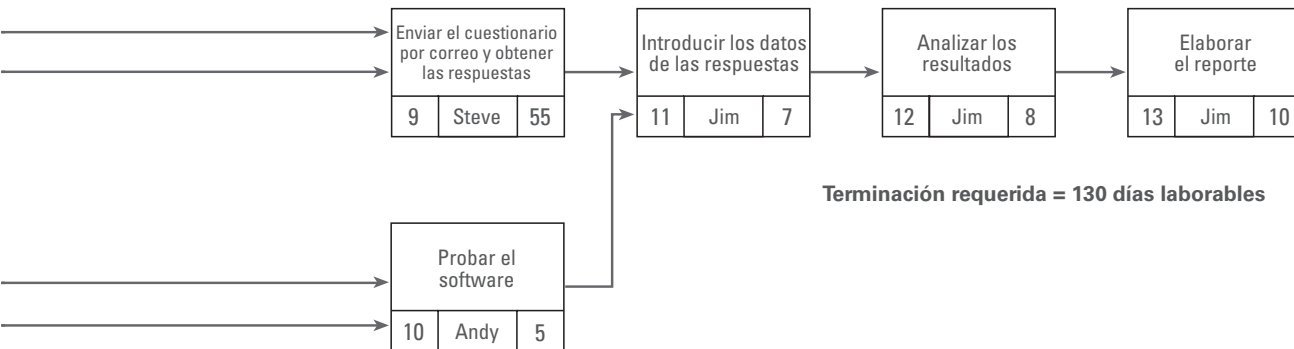 Enviar el cuestionario
por correo y obtener
las respuestas
9 Steve 55
Introducir los datos
de las respuestas
11 Jim 7
Analizar los
resultados
12 Jim 8
Elaborar
el reporte
13 Jim 10
Terminación requerida = 130 días laborables
Probar el
software
10 Andy 5